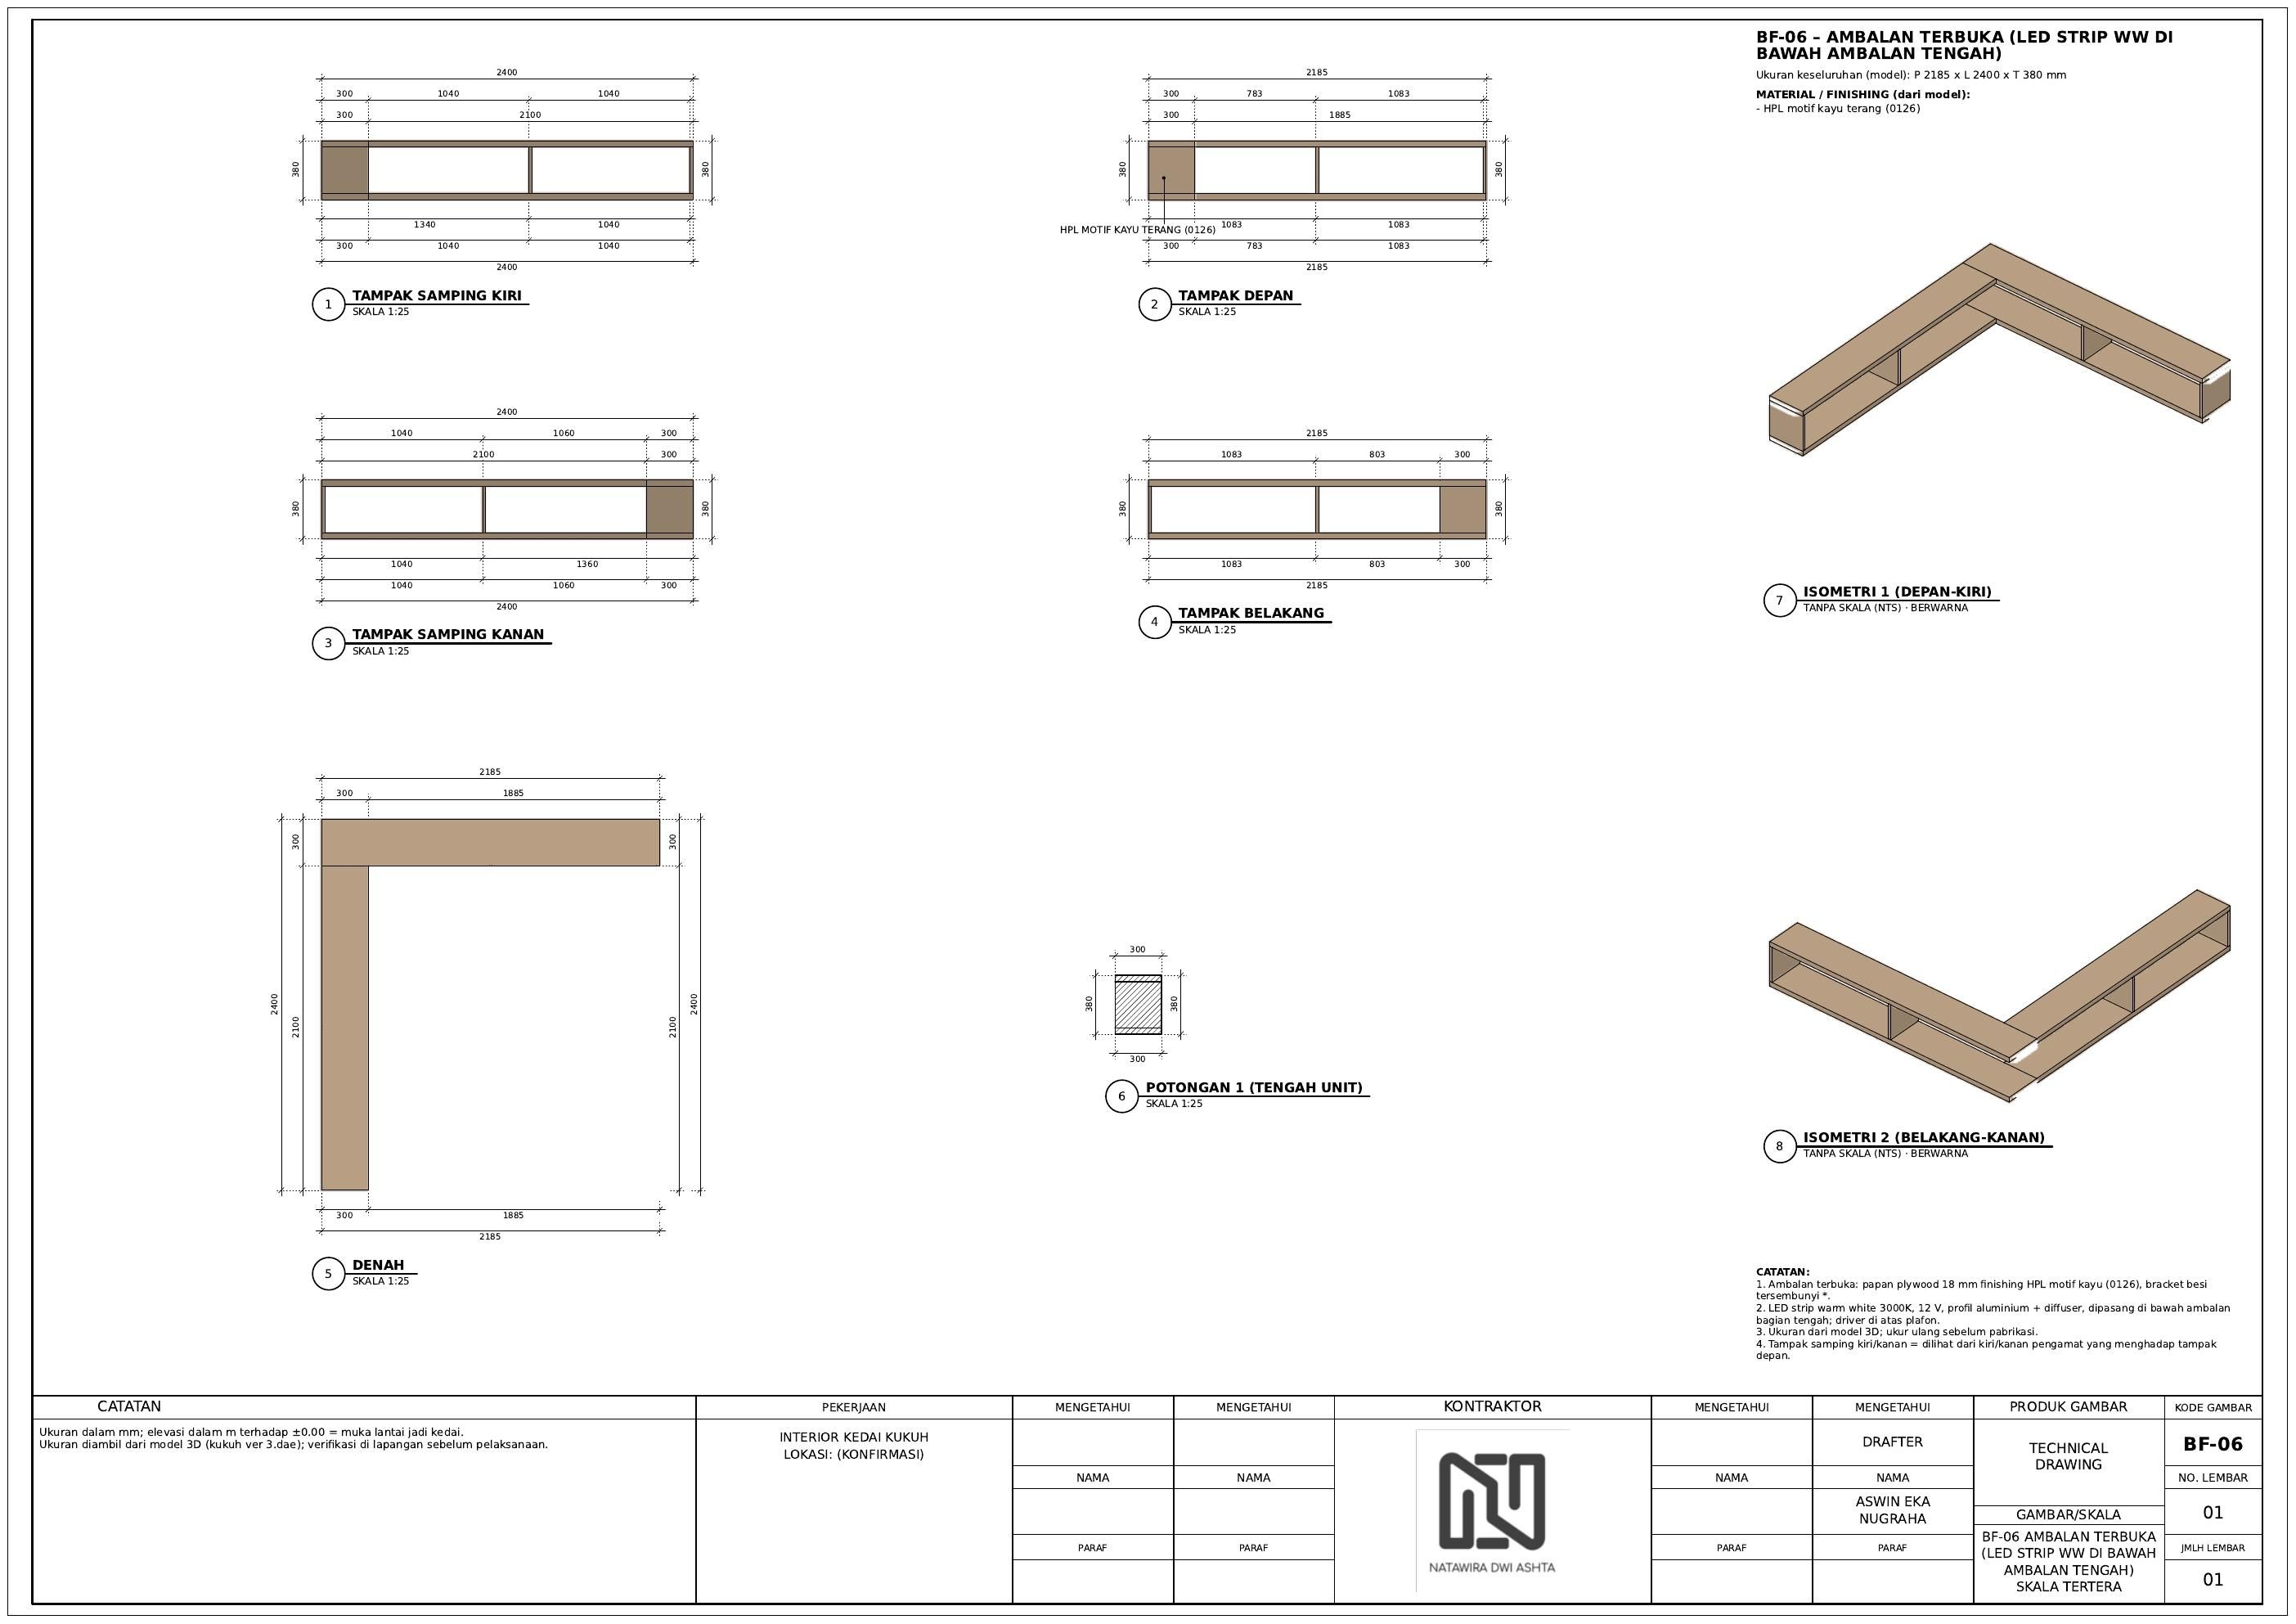 BF-06 – AMBALAN TERBUKA (LED STRIP WW DI
BAWAH AMBALAN TENGAH)
Ukuran keseluruhan (model): P 2185 x L 2400 x T 380 mm
MATERIAL / FINISHING (dari model):
- HPL motif kayu terang (0126)
2400
300 1040 1040
300 2100
380 380
1340 1040
300 1040 1040
2400
1 TAMPAK SAMPING KIRI
SKALA 1:25
2185
300 783 1083
300 1885
380 380
1083 1083
HPL MOTIF KAYU TERANG (0126)
300 783 1083
2185
2 TAMPAK DEPAN
SKALA 1:25
2400
1040 1060 300
2100 300
380 380
1040 1360
1040 1060 300
2400
3 TAMPAK SAMPING KANAN
SKALA 1:25
2185
1083 803 300
380 380
1083 803 300
2185
4 TAMPAK BELAKANG
SKALA 1:25
7 ISOMETRI 1 (DEPAN-KIRI)
TANPA SKALA (NTS) · BERWARNA
2185
300 1885
300 300
2400 2100 2100 2400
300 1885
2185
5 DENAH
SKALA 1:25
300
380 380
300
6 POTONGAN 1 (TENGAH UNIT)
SKALA 1:25
8 ISOMETRI 2 (BELAKANG-KANAN)
TANPA SKALA (NTS) · BERWARNA
CATATAN:
1. Ambalan terbuka: papan plywood 18 mm finishing HPL motif kayu (0126), bracket besi
tersembunyi *.
2. LED strip warm white 3000K, 12 V, profil aluminium + diffuser, dipasang di bawah ambalan
bagian tengah; driver di atas plafon.
3. Ukuran dari model 3D; ukur ulang sebelum pabrikasi.
4. Tampak samping kiri/kanan = dilihat dari kiri/kanan pengamat yang menghadap tampak
depan.
CATATAN
Ukuran dalam mm; elevasi dalam m terhadap ±0.00 = muka lantai jadi kedai.
Ukuran diambil dari model 3D (kukuh ver 3.dae); verifikasi di lapangan sebelum pelaksanaan.
PEKERJAAN
INTERIOR KEDAI KUKUH
LOKASI: (KONFIRMASI)
MENGETAHUI
NAMA
PARAF
MENGETAHUI
NAMA
PARAF
KONTRAKTOR
NATAWIRA DWI ASHTA
MENGETAHUI
NAMA
PARAF
MENGETAHUI
DRAFTER
NAMA
ASWIN EKA
NUGRAHA
PARAF
PRODUK GAMBAR
TECHNICAL
DRAWING
GAMBAR/SKALA
BF-06 AMBALAN TERBUKA
(LED STRIP WW DI BAWAH
AMBALAN TENGAH)
SKALA TERTERA
KODE GAMBAR
BF-06
NO. LEMBAR
01
JMLH LEMBAR
01